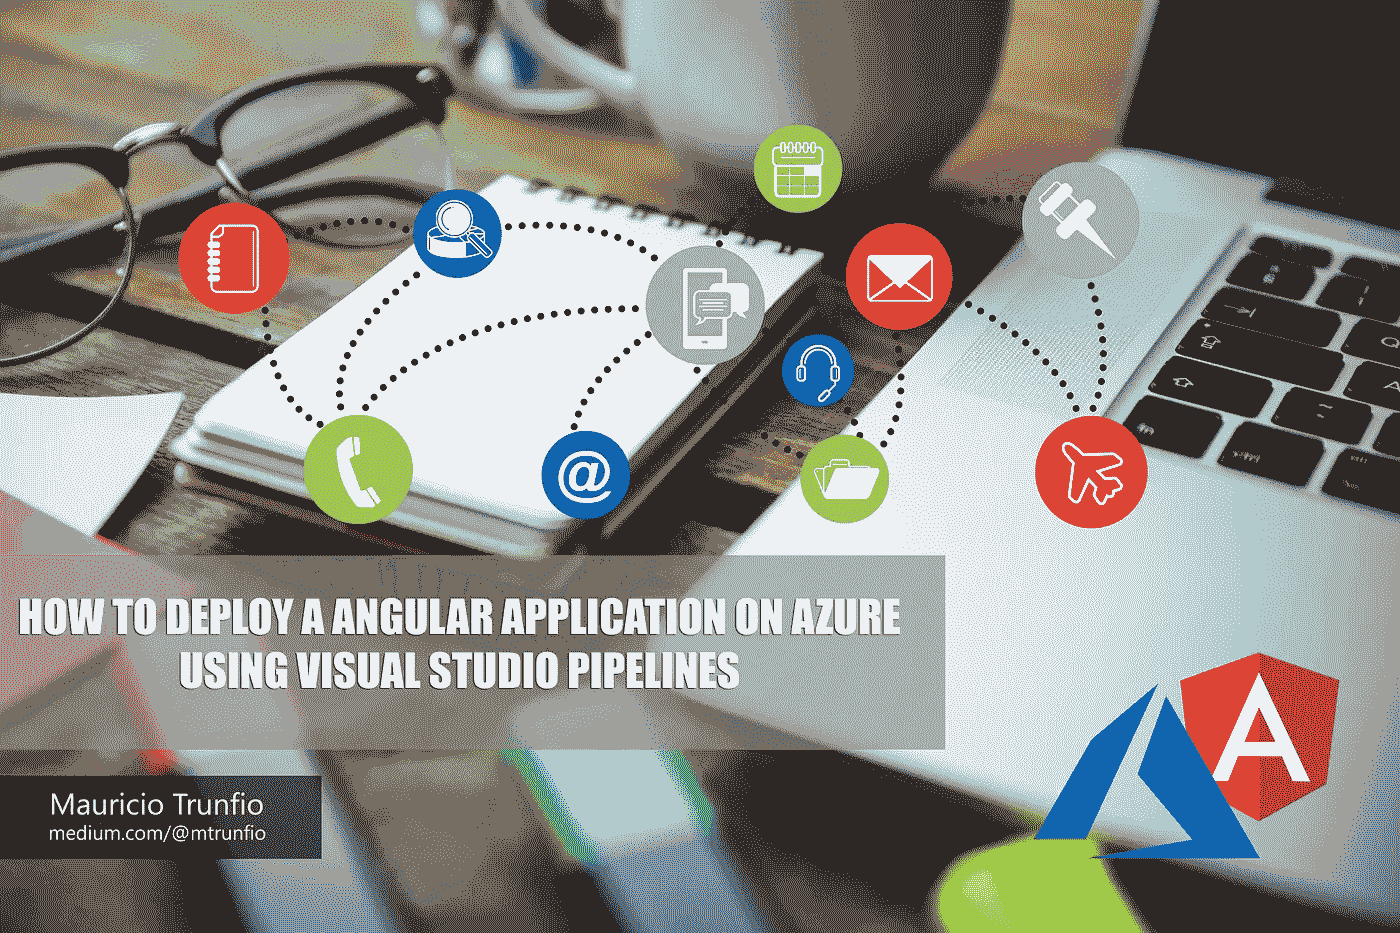 HOW TO DEPLOY A ANGULAR APPLICATION ON AZURE
USING VISUAL STUDIO PIPELINES
Mauricio Trunfio
medium.com/@mtrunfio
@
A